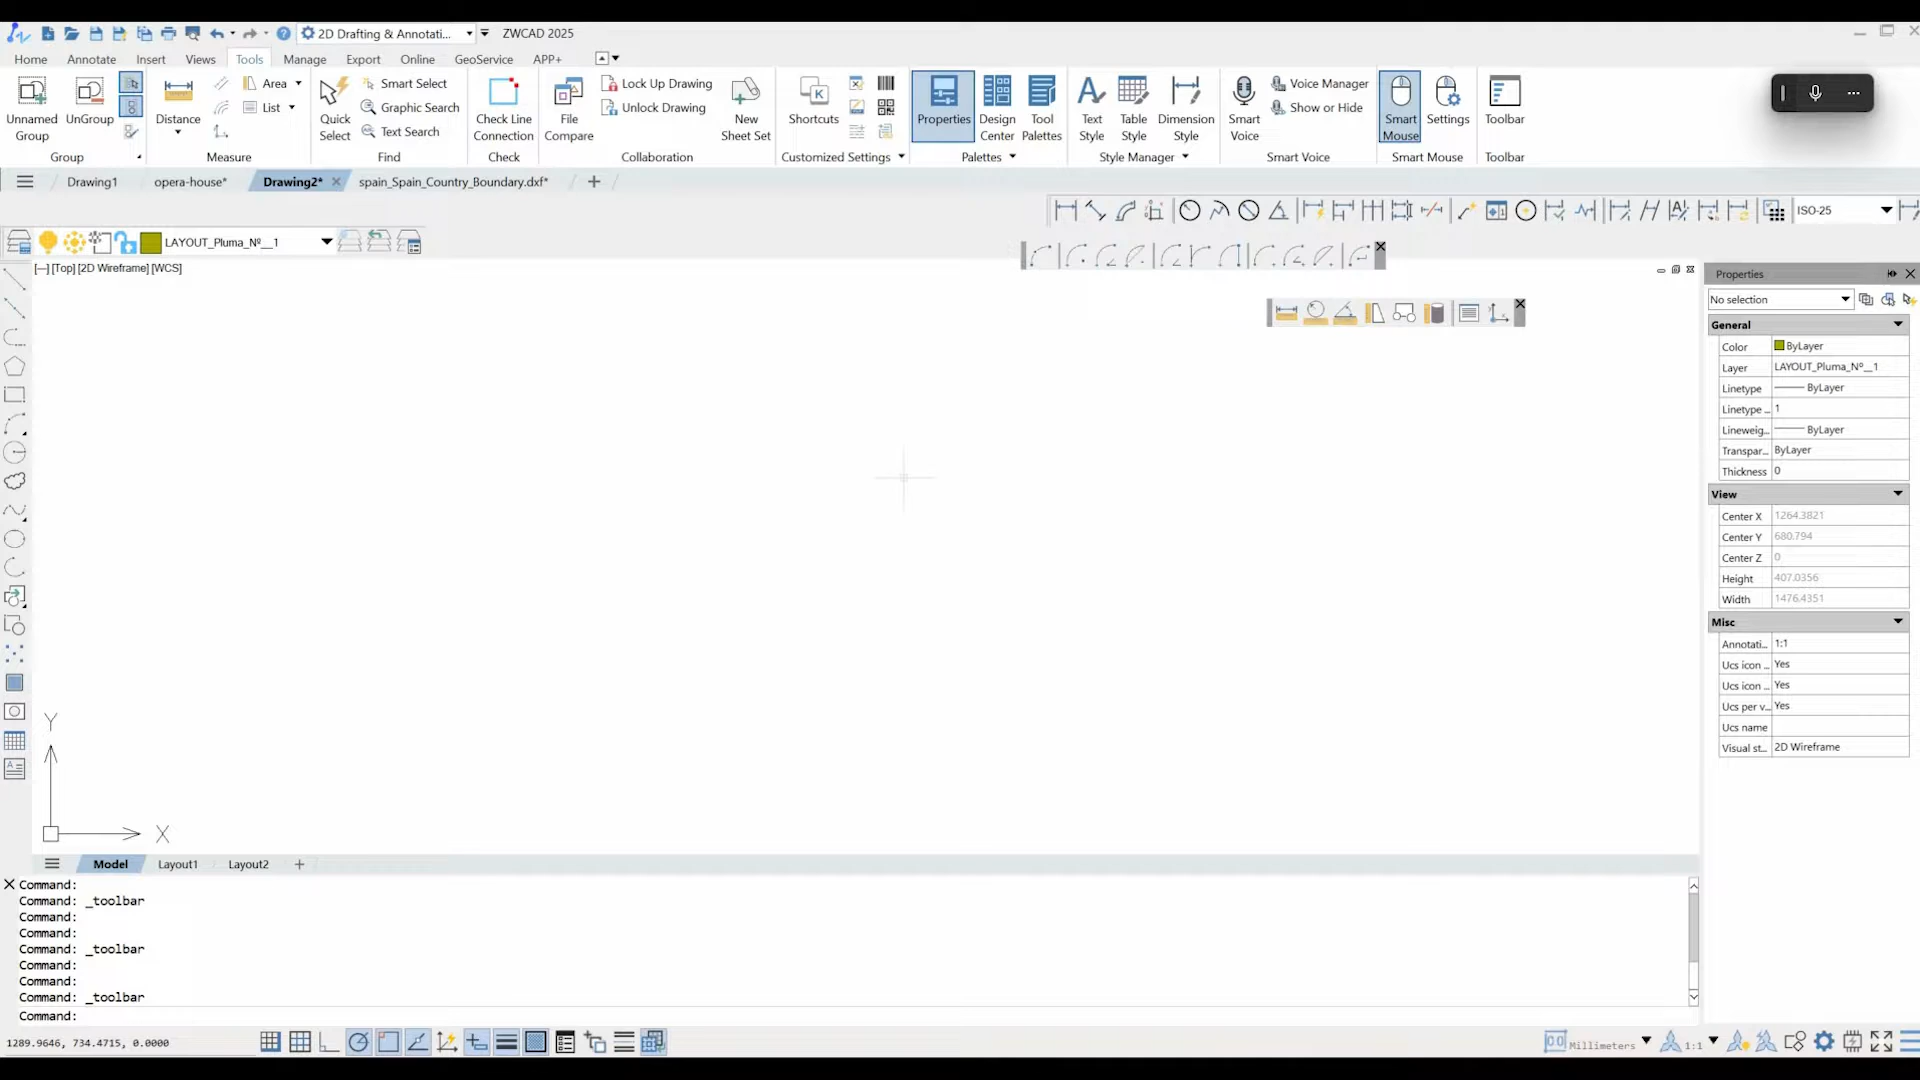 2D Drafting & Annotati...
ZWCAD 2025
Home Annotate Insert Views Tools Manage Export Online GeoService APP+
Unnamed Group
UnGroup
Group
Distance
Area
List
Measure
Quick Select
Smart Select
Graphic Search
Text Search
Find
Check Line Connection
Check
File Compare
Lock Up Drawing
Unlock Drawing
New Sheet Set
Collaboration
Shortcuts
Customized Settings
Properties
Design Center
Tool Palettes
Palettes
Text Style
Table Style
Dimension Style
Style Manager
Smart Voice
Voice Manager
Show or Hide
Smart Voice
Smart Mouse
Settings
Smart Mouse
Toolbar
Toolbar
Drawing1 opera-house* Drawing2* spain_Spain_Country_Boundary.dxf*
ISO-25
LAYOUT_Pluma_Nº__1
[—] [Top] [2D Wireframe] [WCS]
Properties
No selection
General
Color ByLayer
Layer LAYOUT_Pluma_Nº__1
Linetype ByLayer
Linetype ... 1
Lineweig... ByLayer
Transpar... ByLayer
Thickness 0
View
Center X 1264.3821
Center Y 680.794
Center Z 0
Height 407.0356
Width 1476.4351
Misc
Annotati... 1:1
Ucs icon ... Yes
Ucs icon ... Yes
Ucs per v... Yes
Ucs name
Visual st... 2D Wireframe
Y
X
Model Layout1 Layout2
Command:
Command: _toolbar
Command:
Command:
Command: _toolbar
Command:
Command:
Command: _toolbar
Command:
1289.9646, 734.4715, 0.0000
Millimeters
1:1